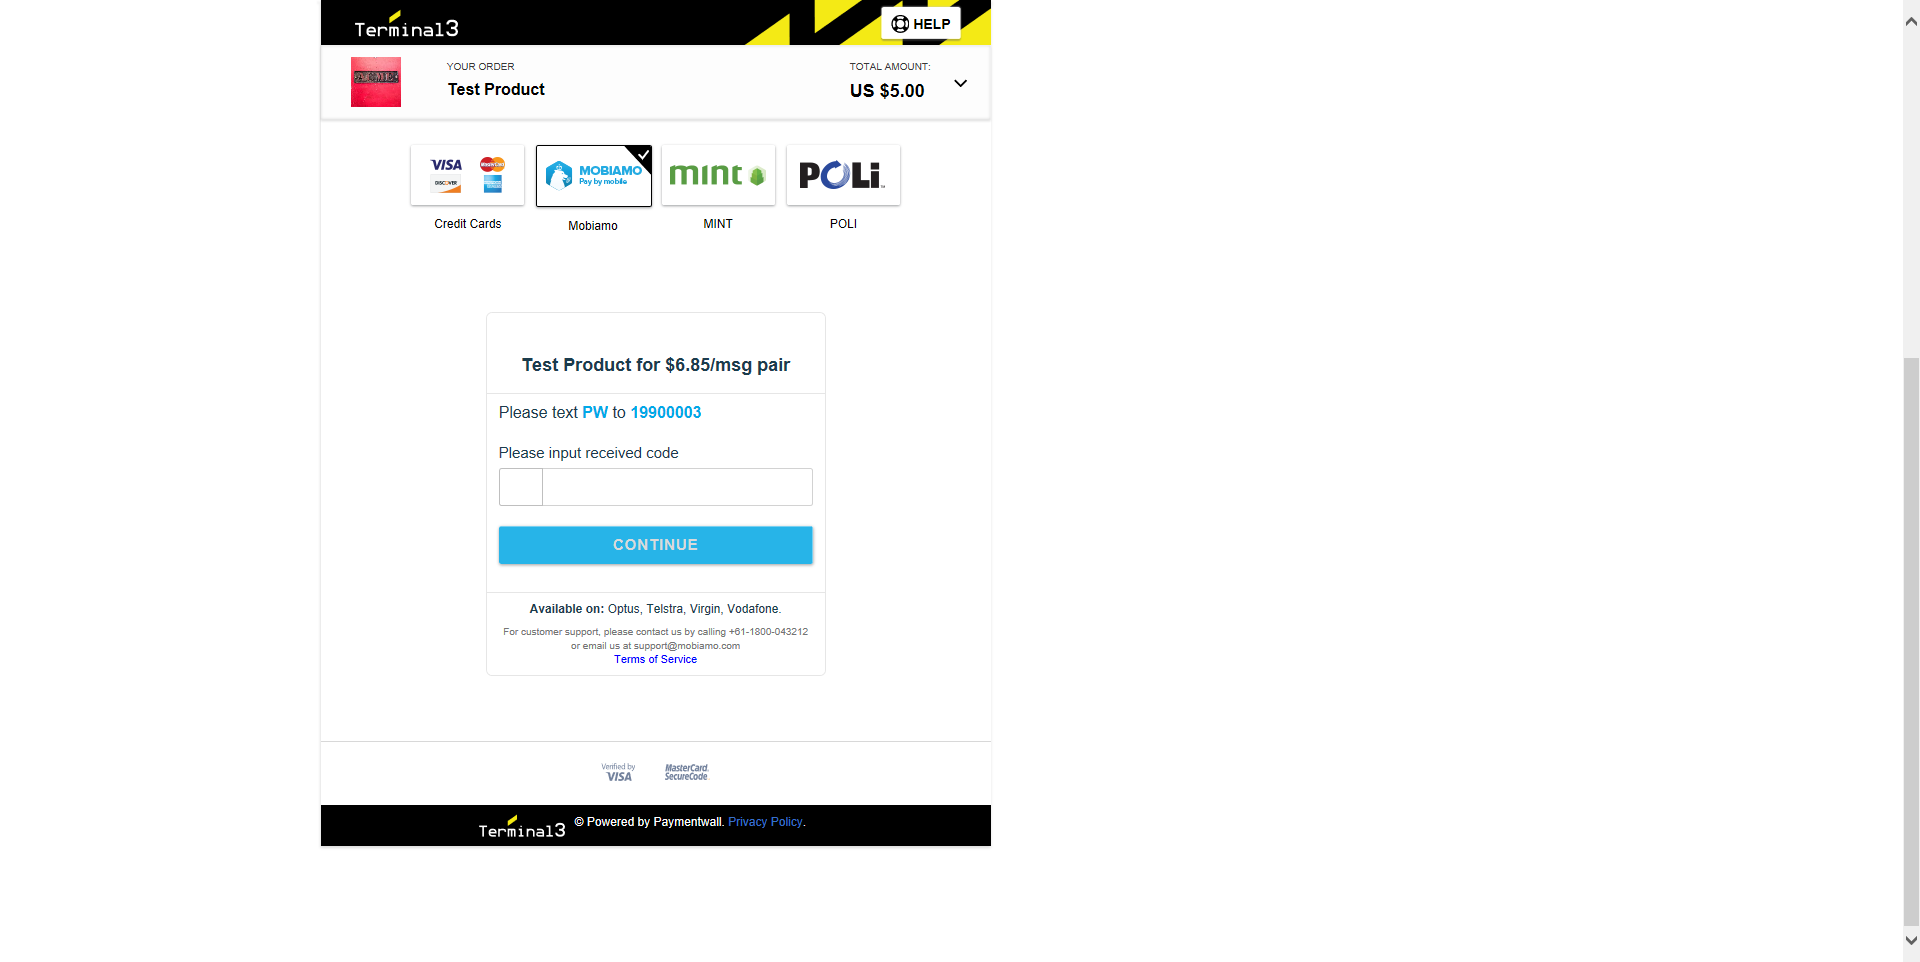 Terminal3
HELP
YOUR ORDER
Test Product
TOTAL AMOUNT:
US $5.00
VISA
MasterCard
DISCOVER
MOBIAMO
Pay by mobile
mint
POLi
Credit Cards
Mobiamo
MINT
POLI
Test Product for $6.85/msg pair
Please text PW to 19900003
Please input received code
CONTINUE
Available on: Optus, Telstra, Virgin, Vodafone.
For customer support, please contact us by calling +61-1800-043212
or email us at support@mobiamo.com
Terms of Service
Verified by
VISA
MasterCard.
SecureCode
Terminal3
© Powered by Paymentwall. Privacy Policy.